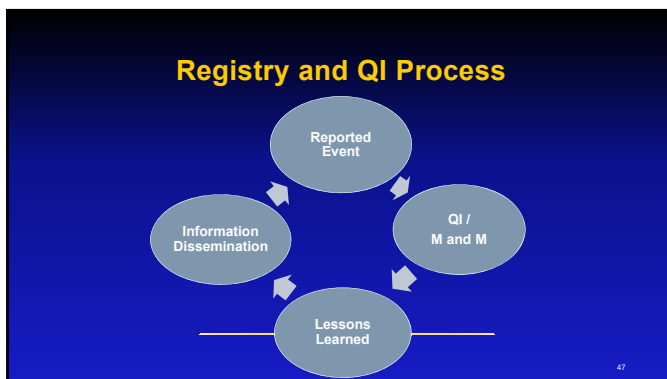 Registry and QI Process
Reported
Event
QI /
M and M
Lessons
Learned
Information
Dissemination
47